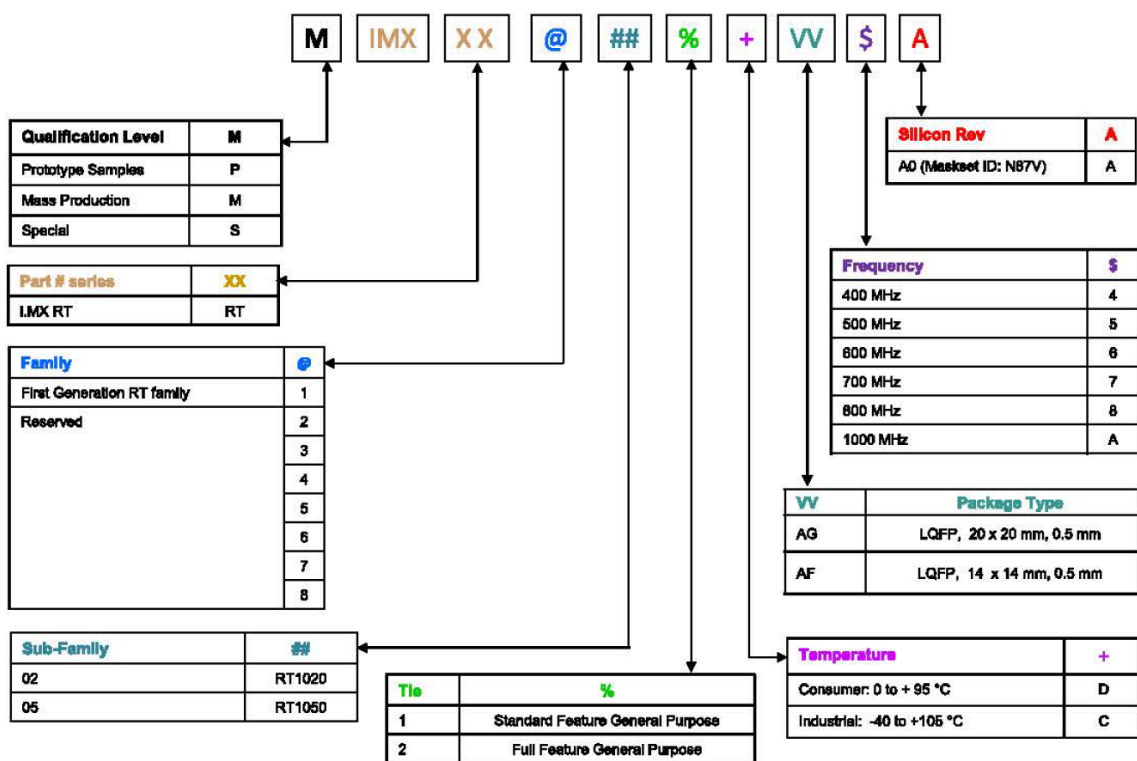 M IMX XX @ ## % + VV $ A
Qualification Level M
Prototype Samples P
Mass Production M
Special S
Part # series XX
I.MX RT RT
Family @
First Generation RT family 1
Reserved 2
3
4
5
6
7
8
Sub-Family ##
02 RT1020
05 RT1050
Tie %
1 Standard Feature General Purpose
2 Full Feature General Purpose
Silicon Rev A
A0 (Maskset ID: N87V) A
Frequency $
400 MHz 4
500 MHz 5
600 MHz 6
700 MHz 7
800 MHz 8
1000 MHz A
VV Package Type
AG LQFP, 20 x 20 mm, 0.5 mm
AF LQFP, 14 x 14 mm, 0.5 mm
Temperature +
Consumer: 0 to + 95 °C D
Industrial: -40 to +105 °C C